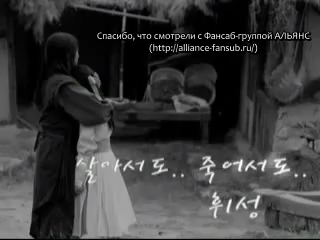 Спасибо, что смотрели с Фансаб-группой АЛЬЯНС
(http://alliance-fansub.ru/)
살아서도.. 죽어서도..
휘성